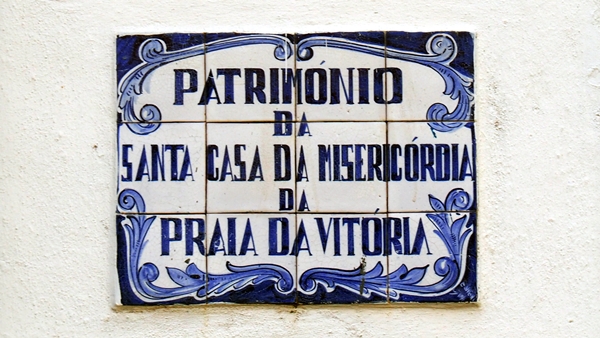 PATRIMÓNIO
DA
SANTA CASA DA MISERICÓRDIA
DA
PRAIA DA VITÓRIA